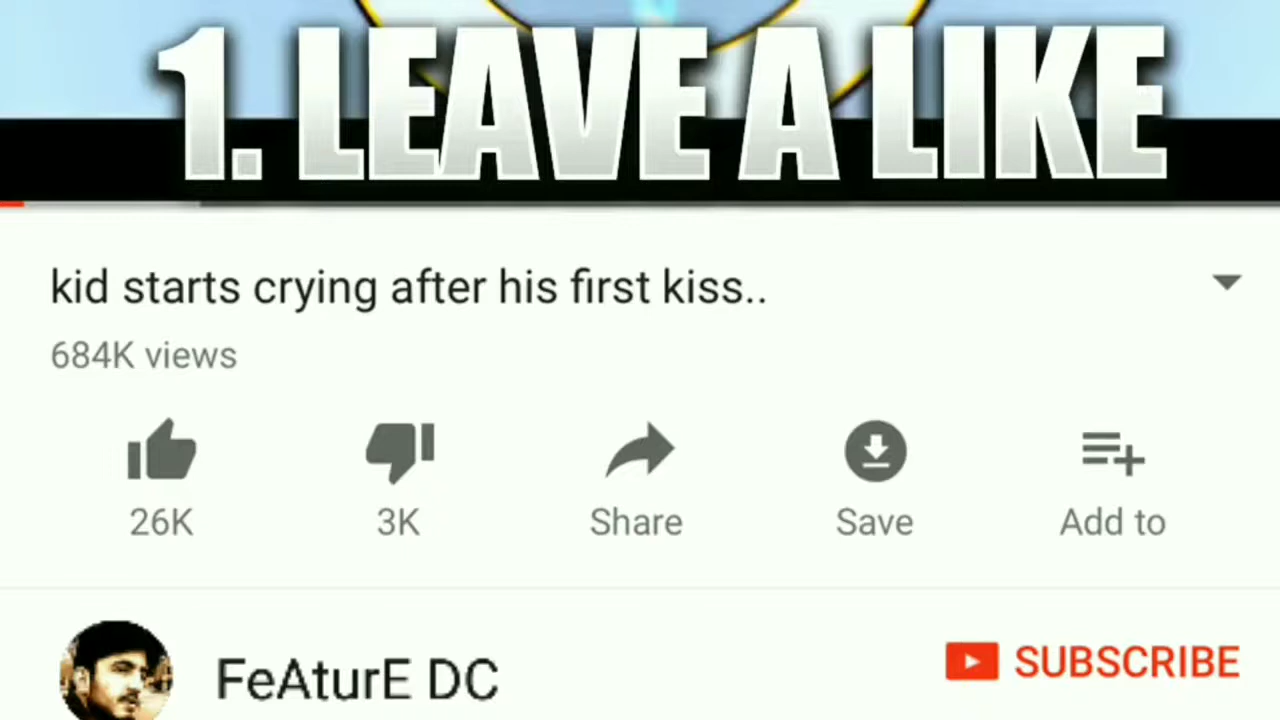 1. LEAVE A LIKE
kid starts crying after his first kiss..
684K views
26K
3K
Share
Save
Add to
FeAturE DC
SUBSCRIBE